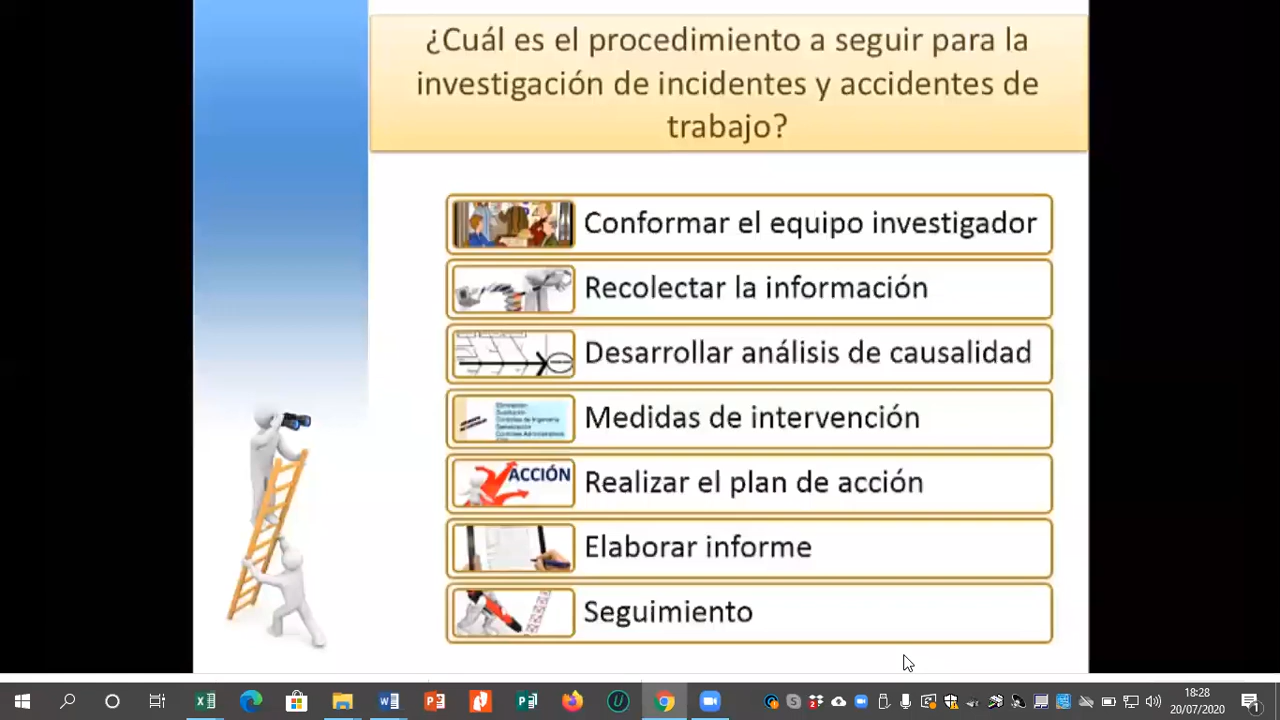 ¿Cuál es el procedimiento a seguir para la
investigación de incidentes y accidentes de
trabajo?
Conformar el equipo investigador
Recolectar la información
Desarrollar análisis de causalidad
Medidas de intervención
ACCIÓN
Realizar el plan de acción
Elaborar informe
Seguimiento
18:28
20/07/2020